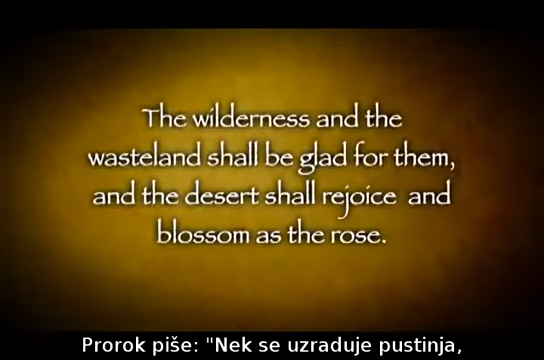 The wilderness and the
wasteland shall be glad for them,
and the desert shall rejoice and
blossom as the rose.
Prorok piše: "Nek se uzraduje pustinja,